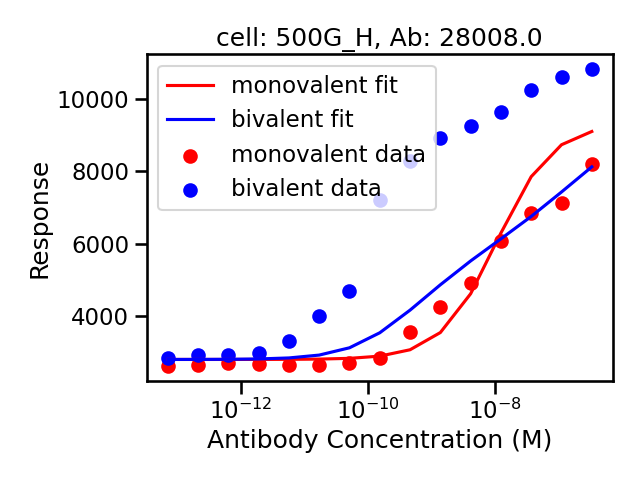 cell: 500G_H, Ab: 28008.0
monovalent fit
bivalent fit
monovalent data
bivalent data
10000
8000
6000
4000
Response
10⁻¹² 10⁻¹⁰ 10⁻⁸
Antibody Concentration (M)